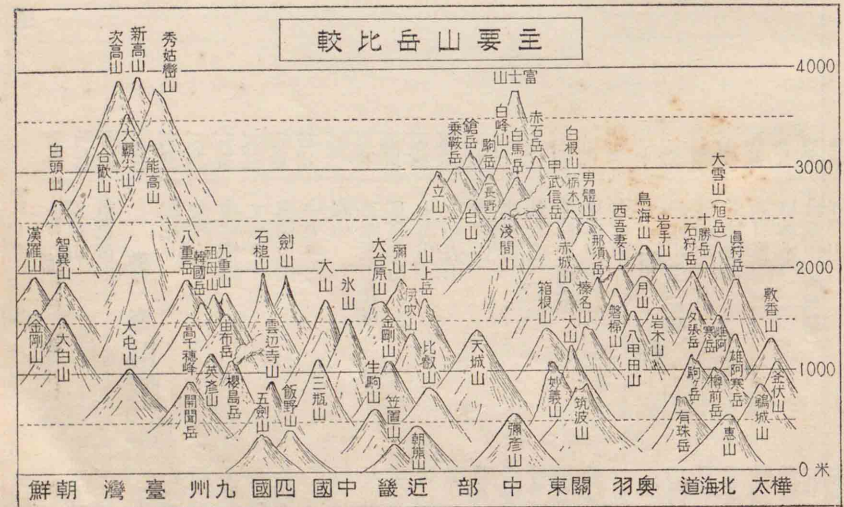 主要山岳比較
4000
3000
2000
1000
0米
次高山
新高山
秀姑巒山
大霸尖山
合歡山
能高山
白頭山
漢羅山
智異山
金剛山
大白山
大屯山
八重岳
韓國岳
祖母山
九重山
高千穗峰
由布岳
英彥山
櫻島岳
開聞岳
石槌山
劍山
雲辺寺山
五劍山
飯野山
大山
氷山
三瓶山
大台原山
彌山
山上岳
伊吹山
金剛山
比叡山
生駒山
笠置山
朝熊山
富士山
乗鞍岳
鎗岳
駒岳(長野)
白峰山
白馬岳
赤石岳
立山
白山
淺間山
天城山
彌彦山
甲武信岳
白根山(栃木)
男體山
那須岳
赤城山
榛名山
箱根山
大山
妙義山
筑波山
西吾妻山
鳥海山
岩手山
月山
磐梯山
岩木山
八甲田山
大雪山(旭岳)
十勝岳
石狩岳
眞狩岳
夕張岳
雄阿寒岳
駒ヶ岳
樽前岳
有珠岳
惠山
敷香山
金伏山
鵜城山
樺太
北海道
奥羽
關東
中部
近畿
中國
四國
九州
臺灣
朝鮮